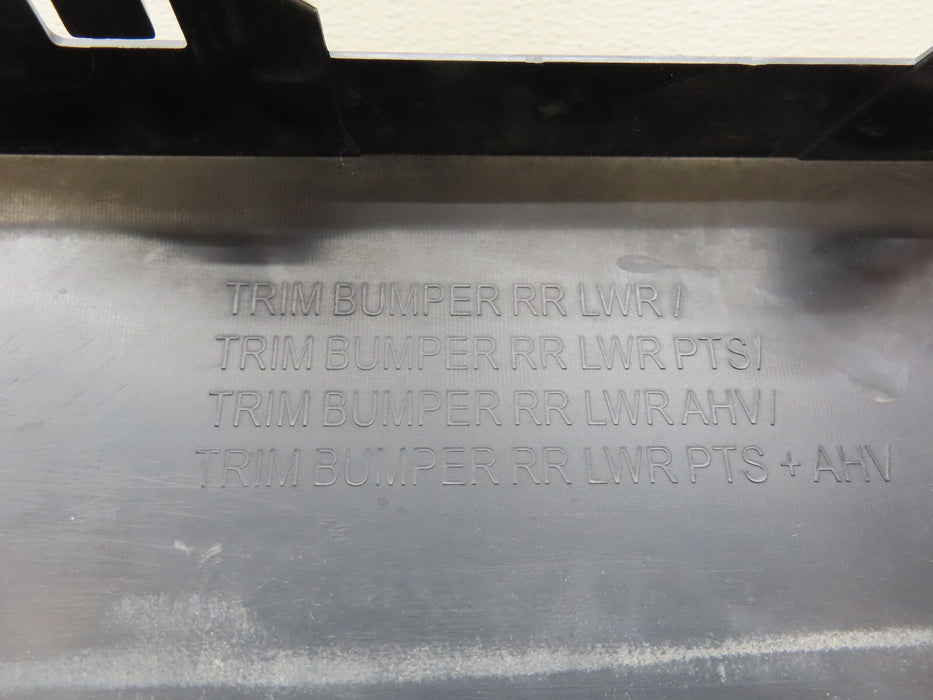 TRIM BUMPER RR LWR /
TRIM BUMPER RR LWR PTS/
TRIM BUMPER RR LWR AHV/
TRIM BUMPER RR LWR PTS + AHV